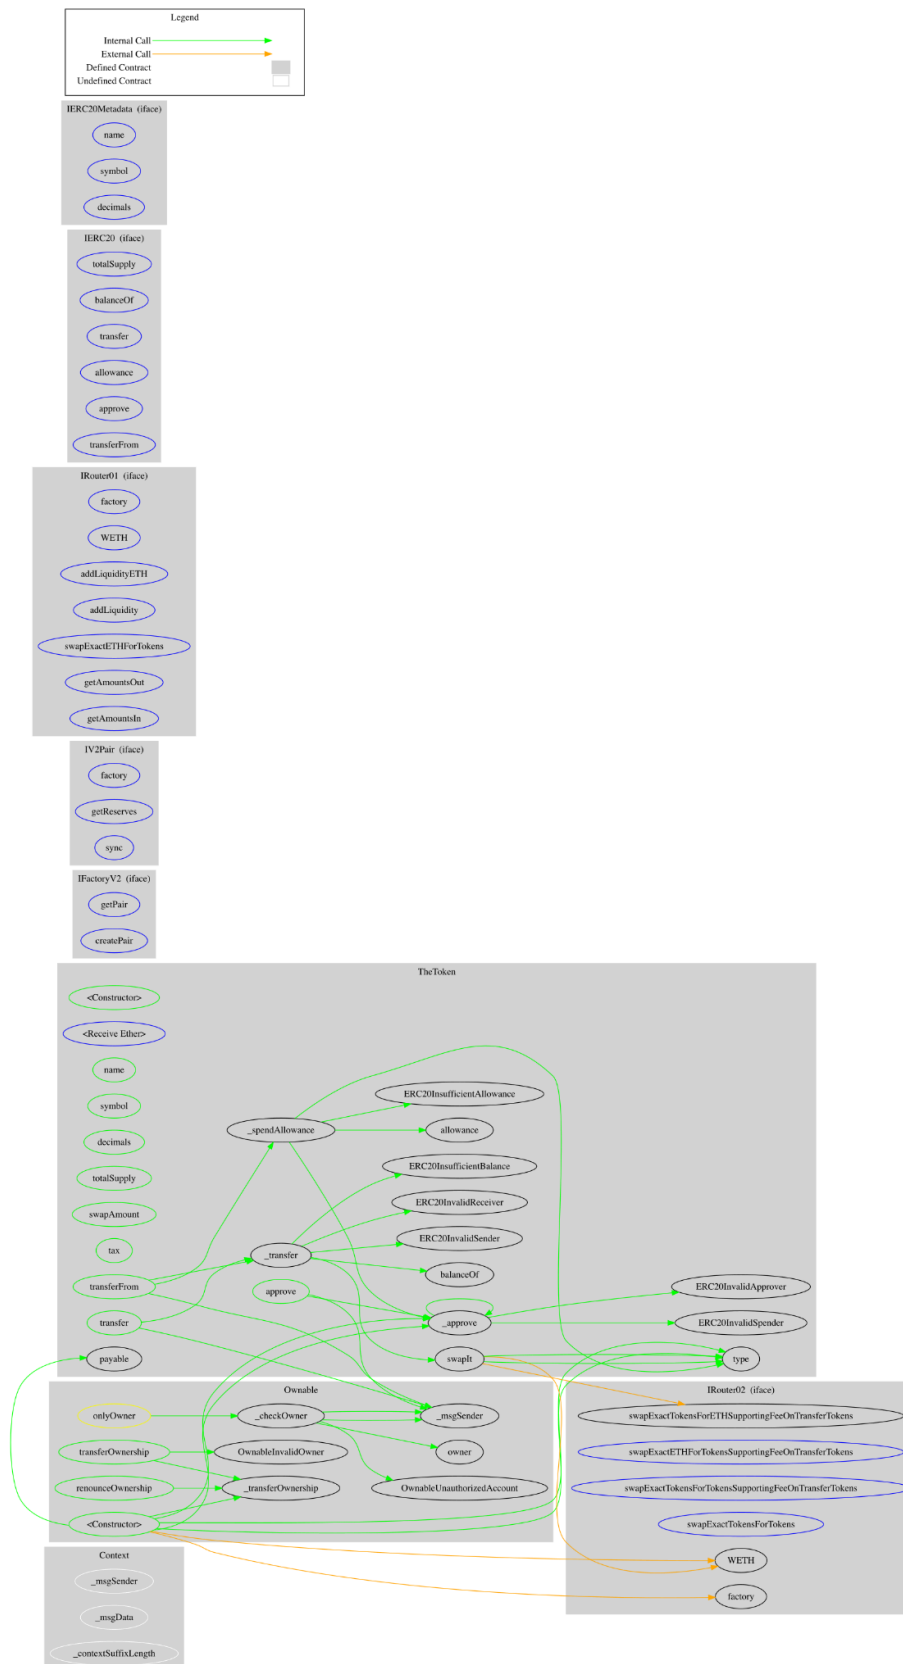 Legend
Internal Call
External Call
Defined Contract
Undefined Contract
IERC20Metadata (iface)
name
symbol
decimals
IERC20 (iface)
totalSupply
balanceOf
transfer
allowance
approve
transferFrom
IRouter01 (iface)
factory
WETH
addLiquidityETH
addLiquidity
swapExactETHForTokens
getAmountsOut
getAmountsIn
IV2Pair (iface)
factory
getReserves
sync
IFactoryV2 (iface)
getPair
createPair
TheToken
<Constructor>
<Receive Ether>
name
symbol
decimals
totalSupply
swapAmount
tax
transferFrom
transfer
payable
_spendAllowance
_transfer
approve
ERC20InsufficientAllowance
allowance
ERC20InsufficientBalance
ERC20InvalidReceiver
ERC20InvalidSender
balanceOf
_approve
swapIt
ERC20InvalidApprover
ERC20InvalidSpender
type
Ownable
onlyOwner
transferOwnership
renounceOwnership
<Constructor>
_checkOwner
OwnableInvalidOwner
_transferOwnership
_msgSender
owner
OwnableUnauthorizedAccount
IRouter02 (iface)
swapExactTokensForETHSupportingFeeOnTransferTokens
swapExactETHForTokensSupportingFeeOnTransferTokens
swapExactTokensForTokensSupportingFeeOnTransferTokens
swapExactTokensForTokens
WETH
factory
Context
_msgSender
_msgData
_contextSuffixLength